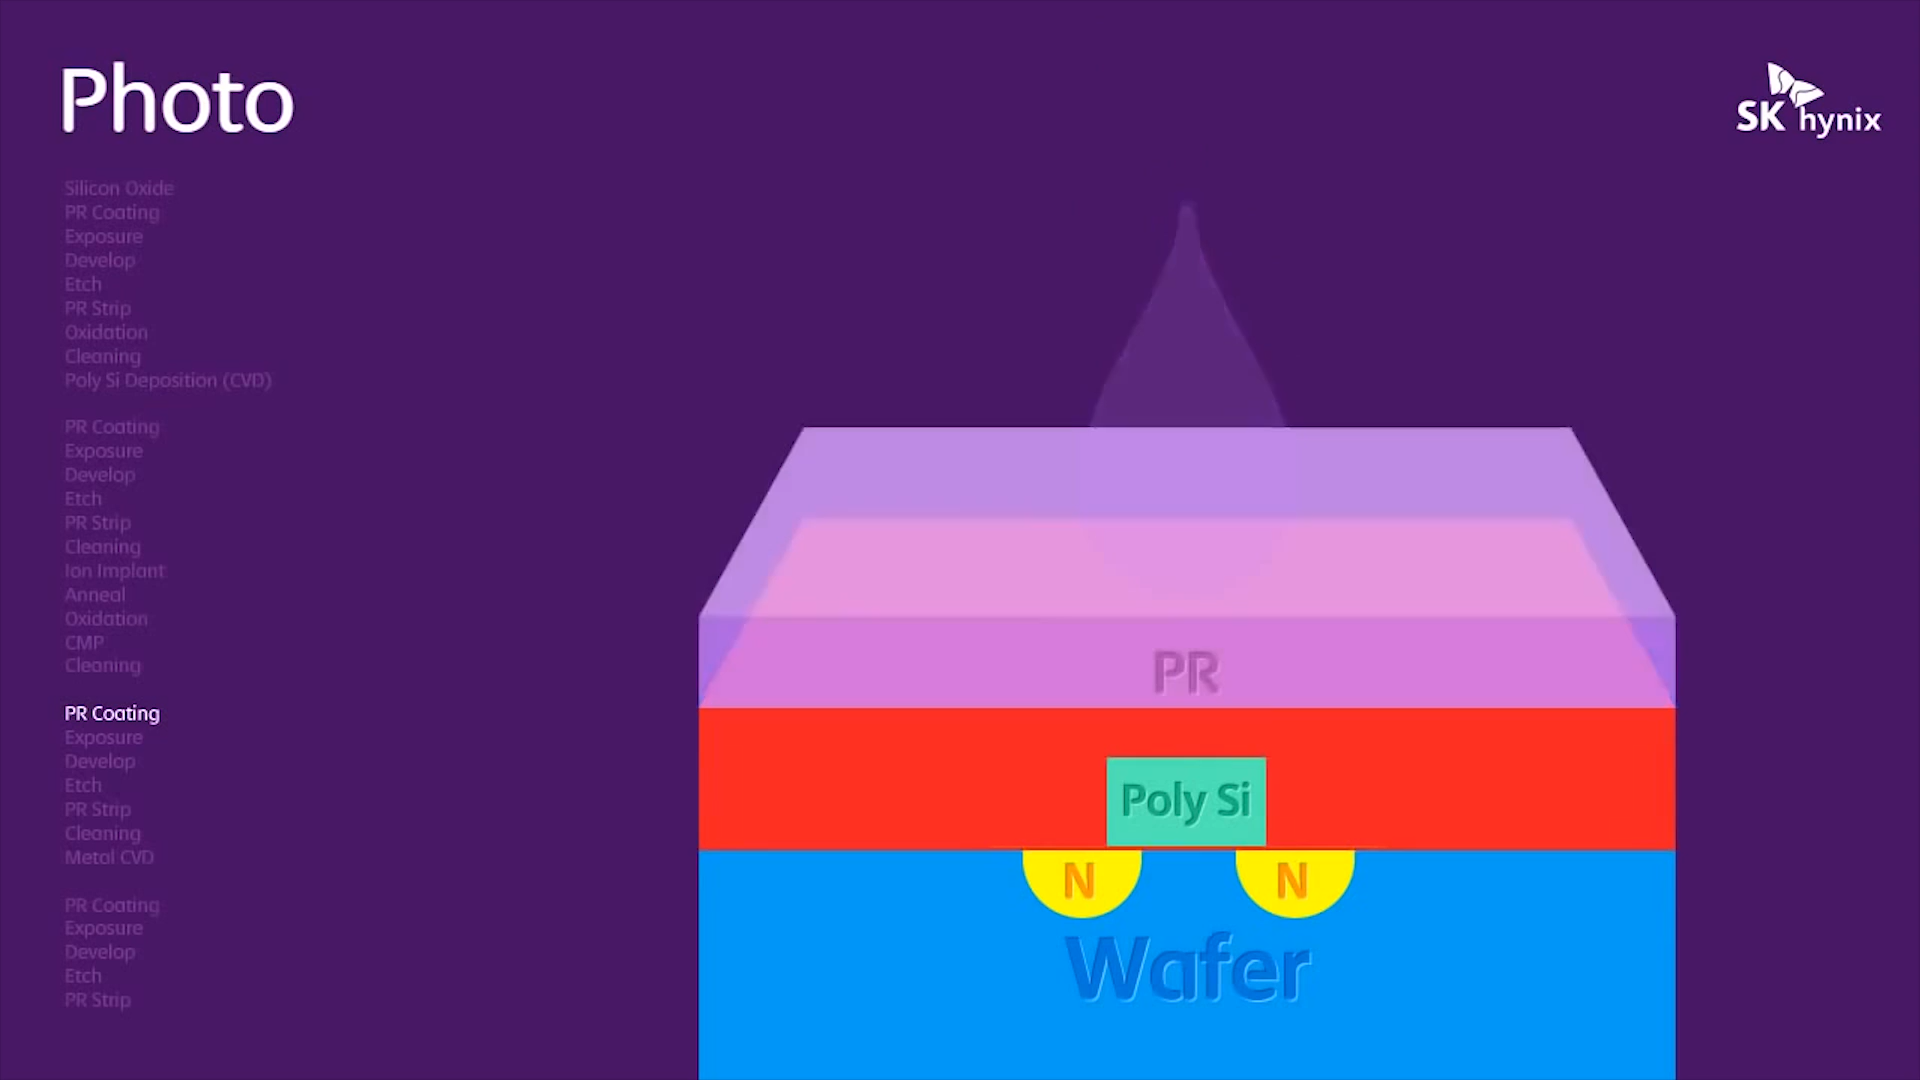 Photo
SK hynix
Silicon Oxide
PR Coating
Exposure
Develop
Etch
PR Strip
Oxidation
Cleaning
Poly Si Deposition (CVD)
PR Coating
Exposure
Develop
Etch
PR Strip
Cleaning
Ion Implant
Anneal
Oxidation
CMP
Cleaning
PR Coating
Exposure
Develop
Etch
PR Strip
Cleaning
Metal CVD
PR Coating
Exposure
Develop
Etch
PR Strip
PR
Poly Si
N N
Wafer